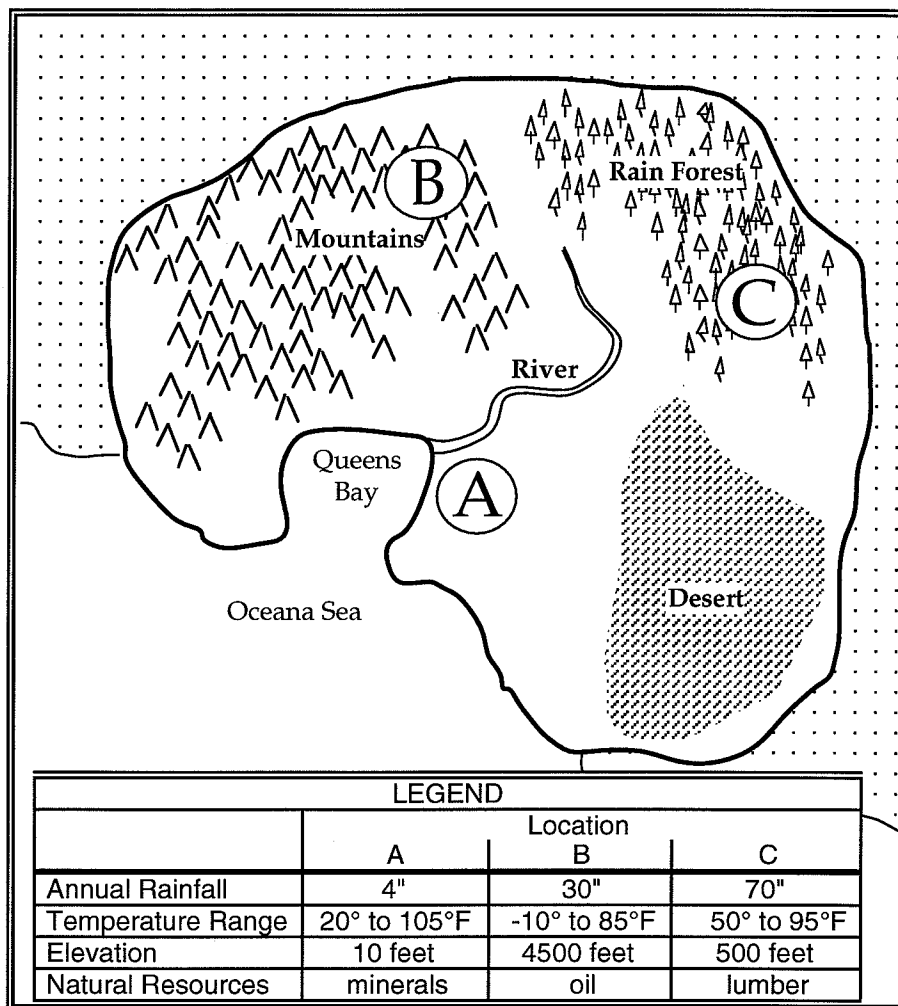 B
Rain Forest
Mountains
C
River
Queens
Bay
A
Oceana Sea
Desert
LEGEND
Location
A B C
Annual Rainfall 4" 30" 70"
Temperature Range 20° to 105°F -10° to 85°F 50° to 95°F
Elevation 10 feet 4500 feet 500 feet
Natural Resources minerals oil lumber